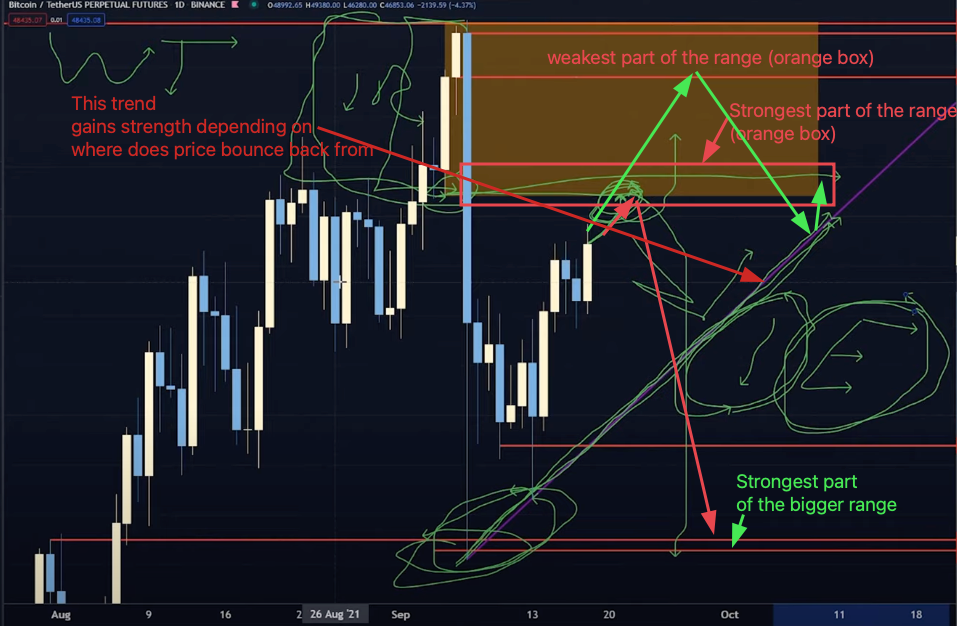 Bitcoin / TetherUS PERPETUAL FUTURES · 1D · BINANCE O48992.65 H49380.00 L46280.00 C46853.06 −2139.59 (−4.37%)
48435.07 0.01 48435.08
weakest part of the range (orange box)
This trend
gains strength depending on
where does price bounce back from
Strongest part of the range
(orange box)
Strongest part
of the bigger range
Aug 9 16 2 26 Aug '21 Sep 13 20 Oct 11 18